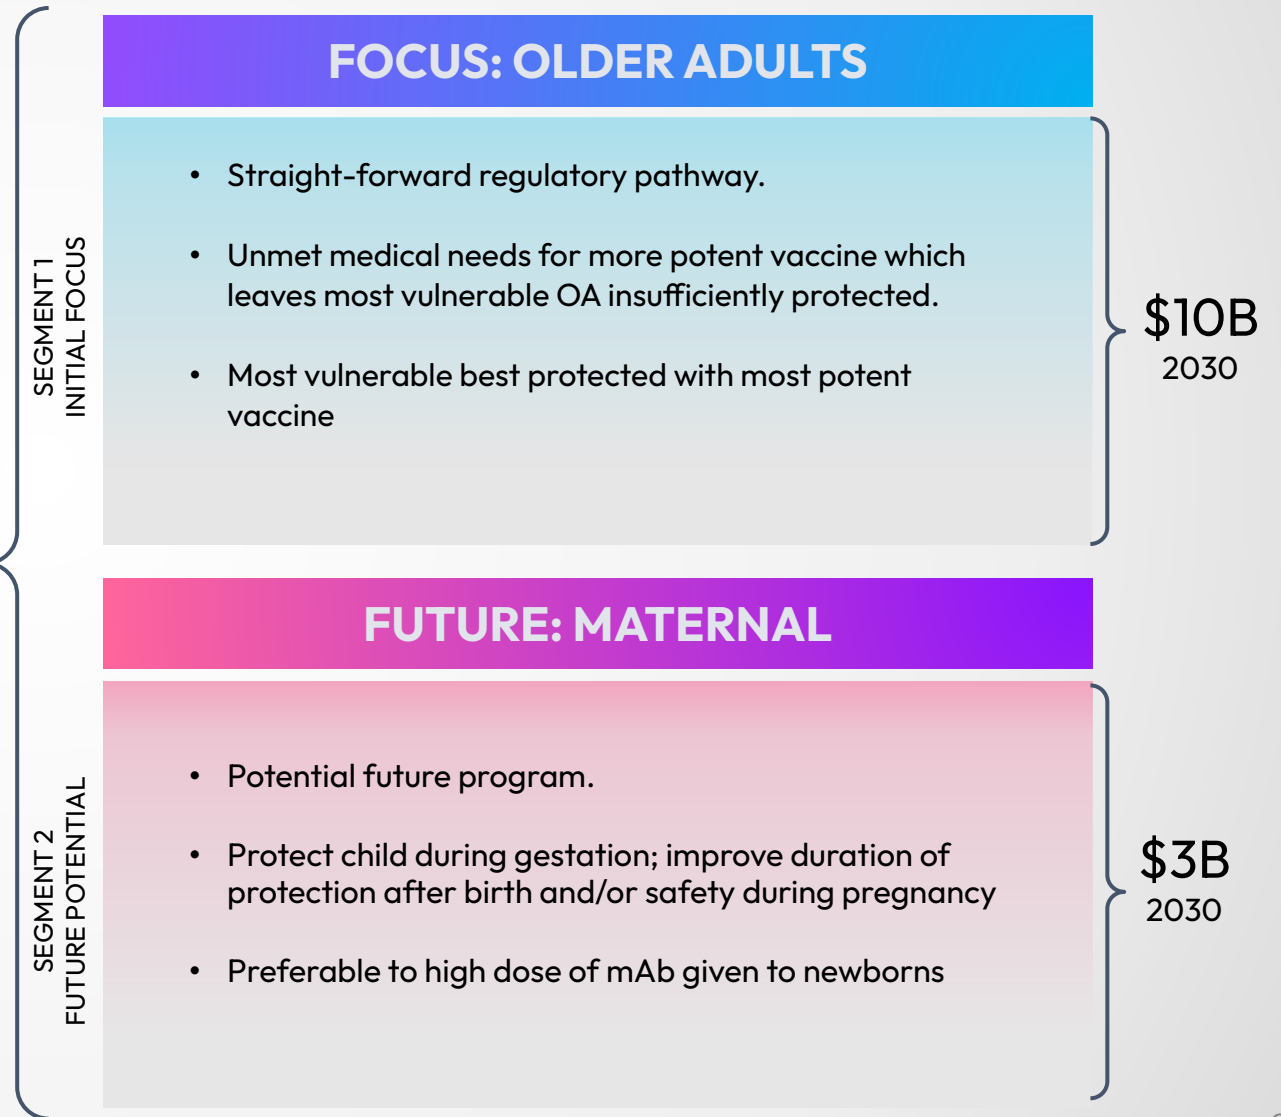 FOCUS: OLDER ADULTS
SEGMENT 1
INITIAL FOCUS
• Straight-forward regulatory pathway.
• Unmet medical needs for more potent vaccine which
leaves most vulnerable OA insufficiently protected.
• Most vulnerable best protected with most potent
vaccine
$10B
2030
FUTURE: MATERNAL
SEGMENT 2
FUTURE POTENTIAL
• Potential future program.
• Protect child during gestation; improve duration of
protection after birth and/or safety during pregnancy
• Preferable to high dose of mAb given to newborns
$3B
2030